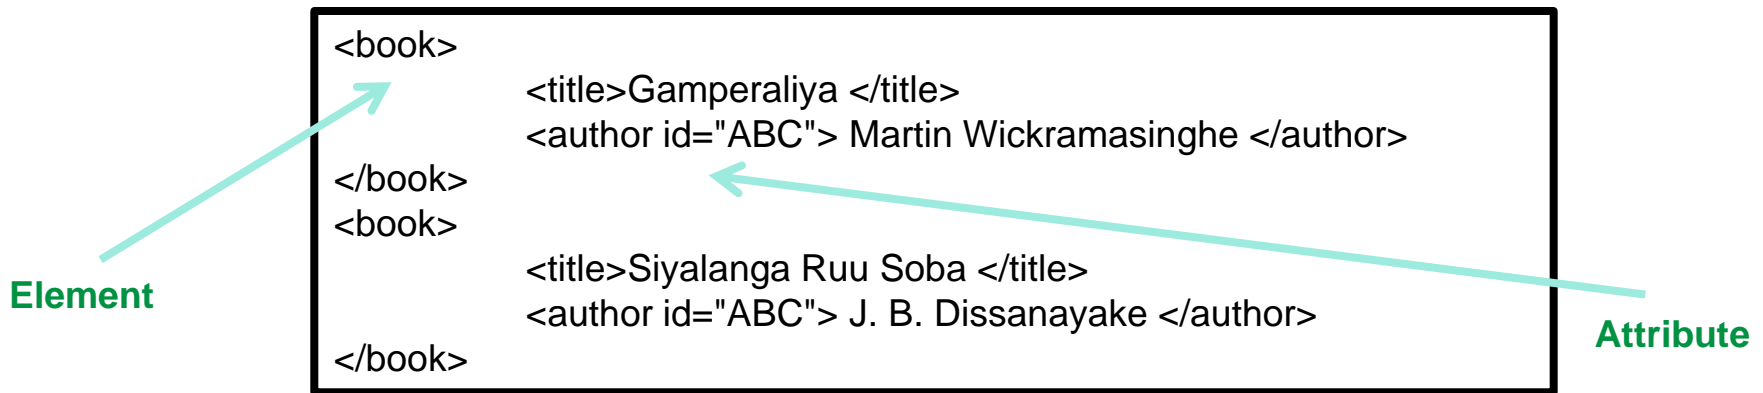 <book>
<title>Gamperaliya </title>
<author id="ABC"> Martin Wickramasinghe </author>
</book>
<book>
<title>Siyalanga Ruu Soba </title>
<author id="ABC"> J. B. Dissanayake </author>
</book>
Element
Attribute